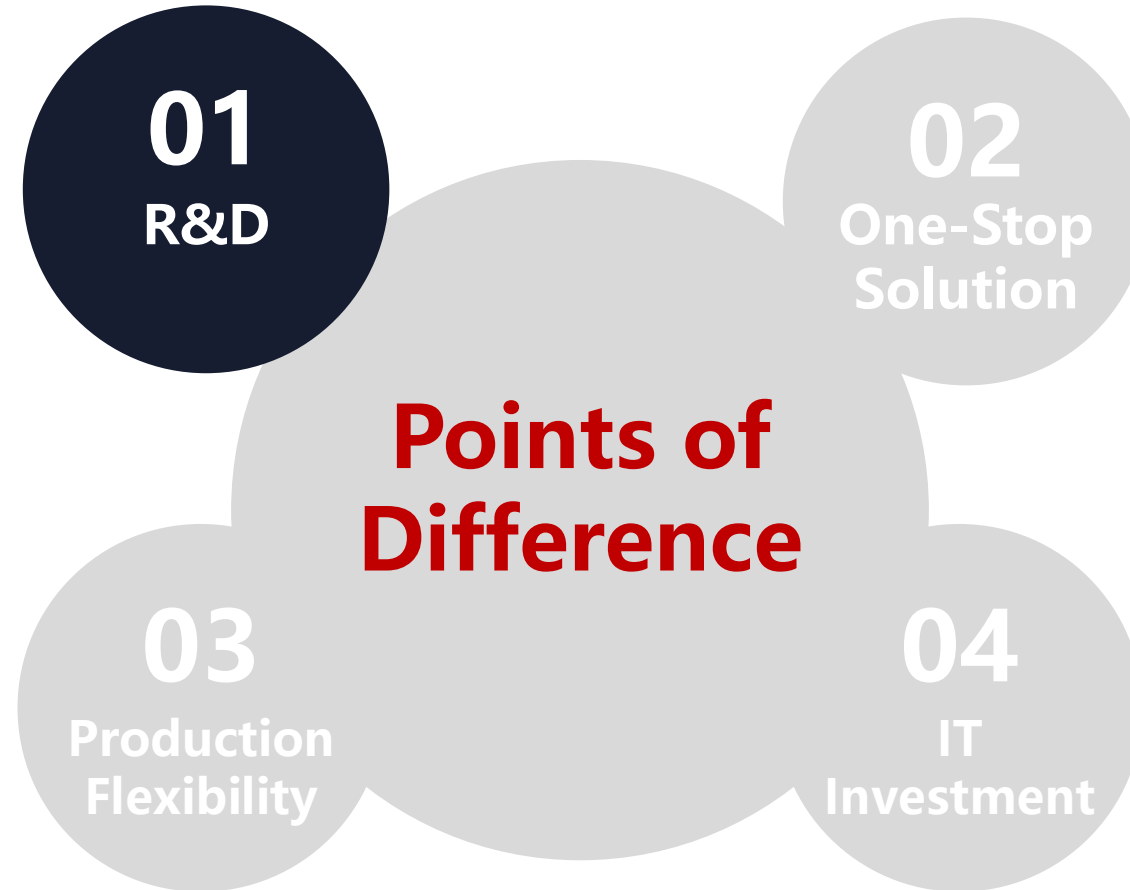 01
R&D
02
One-Stop
Solution
Points of
Difference
03
Production
Flexibility
04
IT
Investment